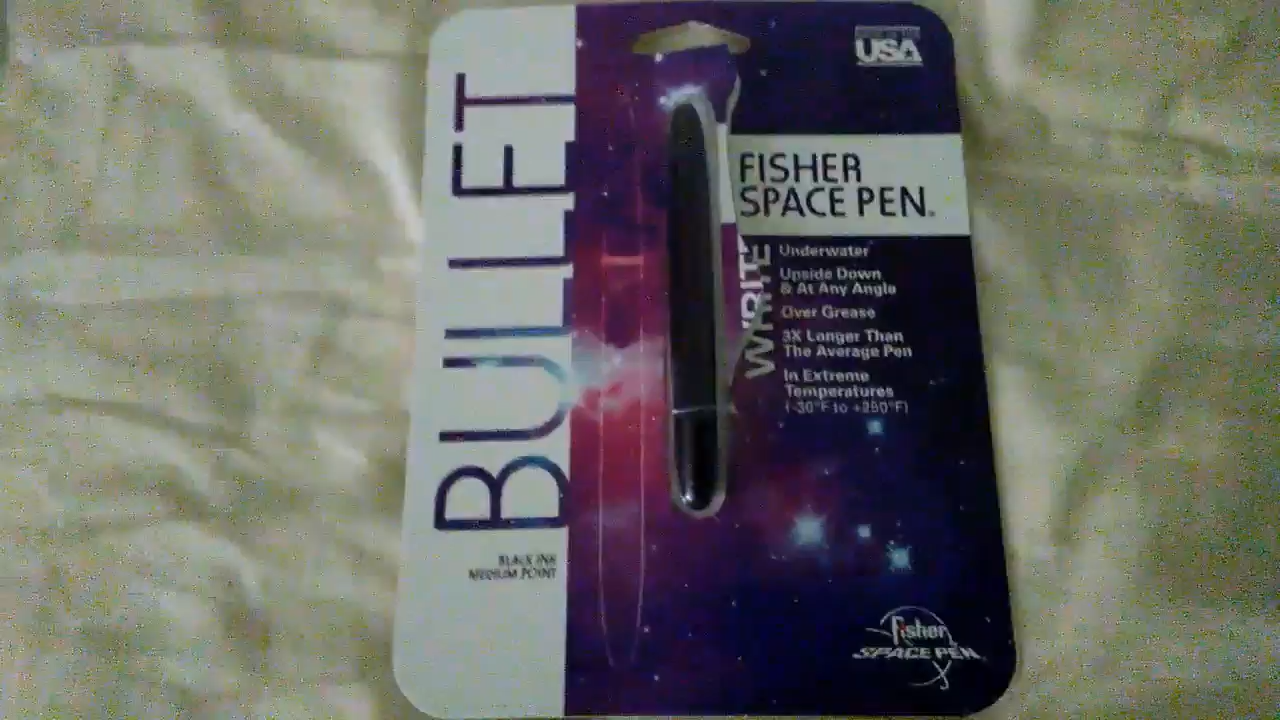 BULLET
USA
FISHER
SPACE PEN
WRITE
Underwater
Upside Down
& At Any Angle
Over Grease
3X Longer Than
The Average Pen
In Extreme
Temperatures
(-30°F to +250°F)
BLACK INK
MEDIUM POINT
fisher
SPACE PEN